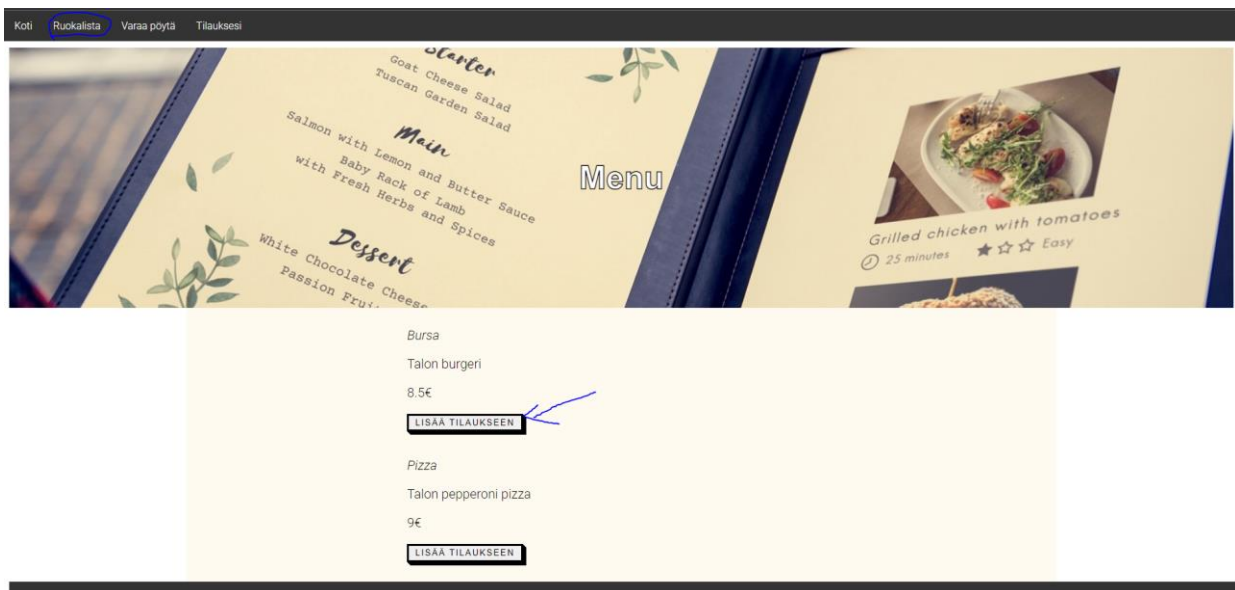 Koti Ruokalista Varaa pöytä Tilauksesi
Starter
Goat Cheese Salad
Tuscan Garden Salad
Main
Salmon with Lemon and Butter Sauce
Baby Rack of Lamb
with Fresh Herbs and Spices
Dessert
White Chocolate
Passion
Menu
Grilled chicken with tomatoes
25 minutes Easy
Bursa
Talon burgeri
8.5€
LISÄÄ TILAUKSEEN
Pizza
Talon pepperoni pizza
9€
LISÄÄ TILAUKSEEN